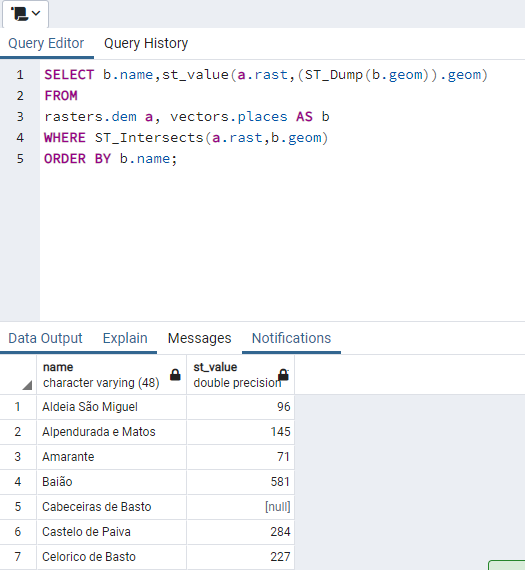 Query Editor Query History
1 SELECT b.name,st_value(a.rast,(ST_Dump(b.geom)).geom)
2 FROM
3 rasters.dem a, vectors.places AS b
4 WHERE ST_Intersects(a.rast,b.geom)
5 ORDER BY b.name;
Data Output Explain Messages Notifications
name st_value
character varying (48) double precision
1 Aldeia São Miguel 96
2 Alpendurada e Matos 145
3 Amarante 71
4 Baião 581
5 Cabeceiras de Basto [null]
6 Castelo de Paiva 284
7 Celorico de Basto 227